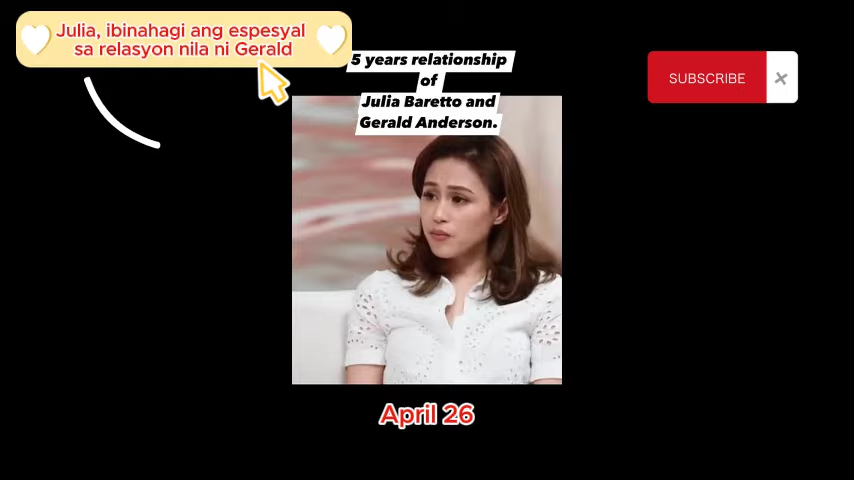 Julia, ibinahagi ang espesyal
sa relasyon nila ni Gerald
5 years relationship
of
Julia Baretto and
Gerald Anderson.
SUBSCRIBE
April 26